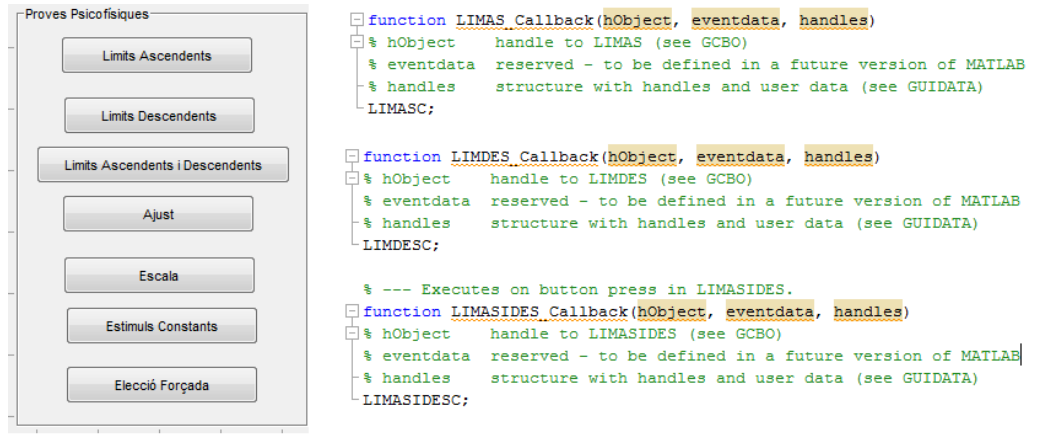 Proves Psicofísiques
Limits Ascendents
Limits Descendents
Limits Ascendents i Descendents
Ajust
Escala
Estimuls Constants
Elecció Forçada
function LIMAS_Callback(hObject, eventdata, handles)
% hObject    handle to LIMAS (see GCBO)
% eventdata  reserved - to be defined in a future version of MATLAB
% handles    structure with handles and user data (see GUIDATA)
LIMASC;
function LIMDES_Callback(hObject, eventdata, handles)
% hObject    handle to LIMDES (see GCBO)
% eventdata  reserved - to be defined in a future version of MATLAB
% handles    structure with handles and user data (see GUIDATA)
LIMDESC;
% --- Executes on button press in LIMASIDES.
function LIMASIDES_Callback(hObject, eventdata, handles)
% hObject    handle to LIMASIDES (see GCBO)
% eventdata  reserved - to be defined in a future version of MATLAB
% handles    structure with handles and user data (see GUIDATA)
LIMASIDESC;